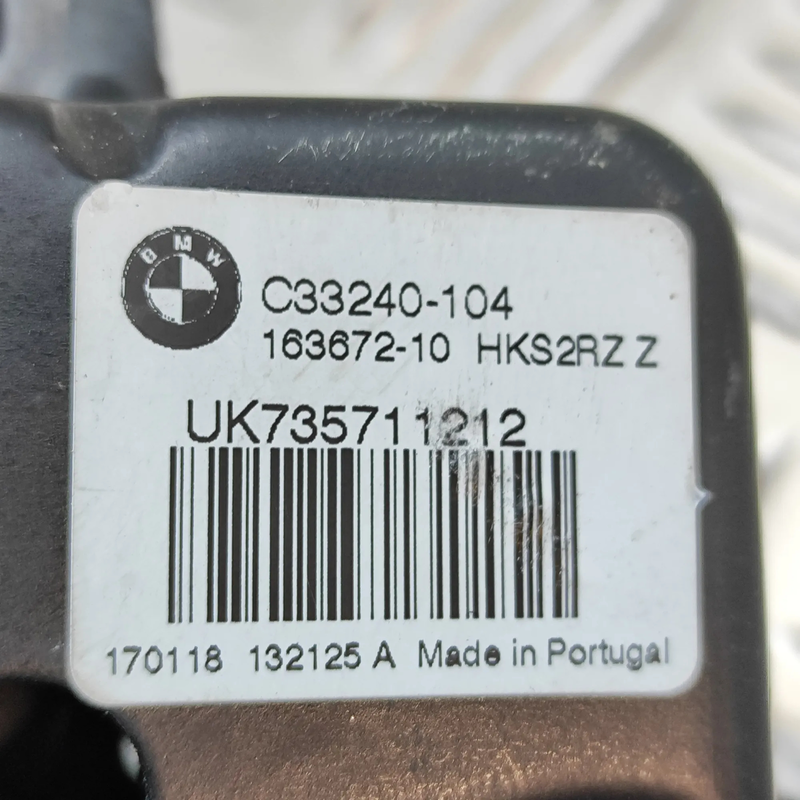 BMW
C33240-104
163672-10 HKS2RZ Z
UK735711212
170118 132125 A Made in Portugal